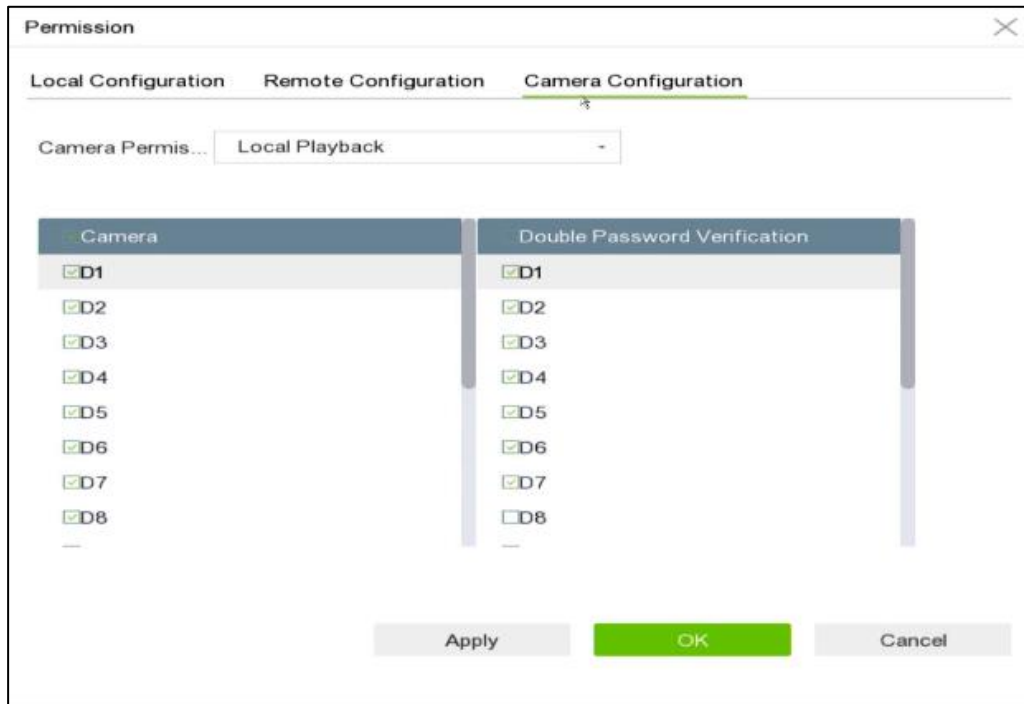 Permission
Local Configuration Remote Configuration Camera Configuration
Camera Permis... Local Playback
Camera Double Password Verification
D1 D1
D2 D2
D3 D3
D4 D4
D5 D5
D6 D6
D7 D7
D8 D8
Apply OK Cancel